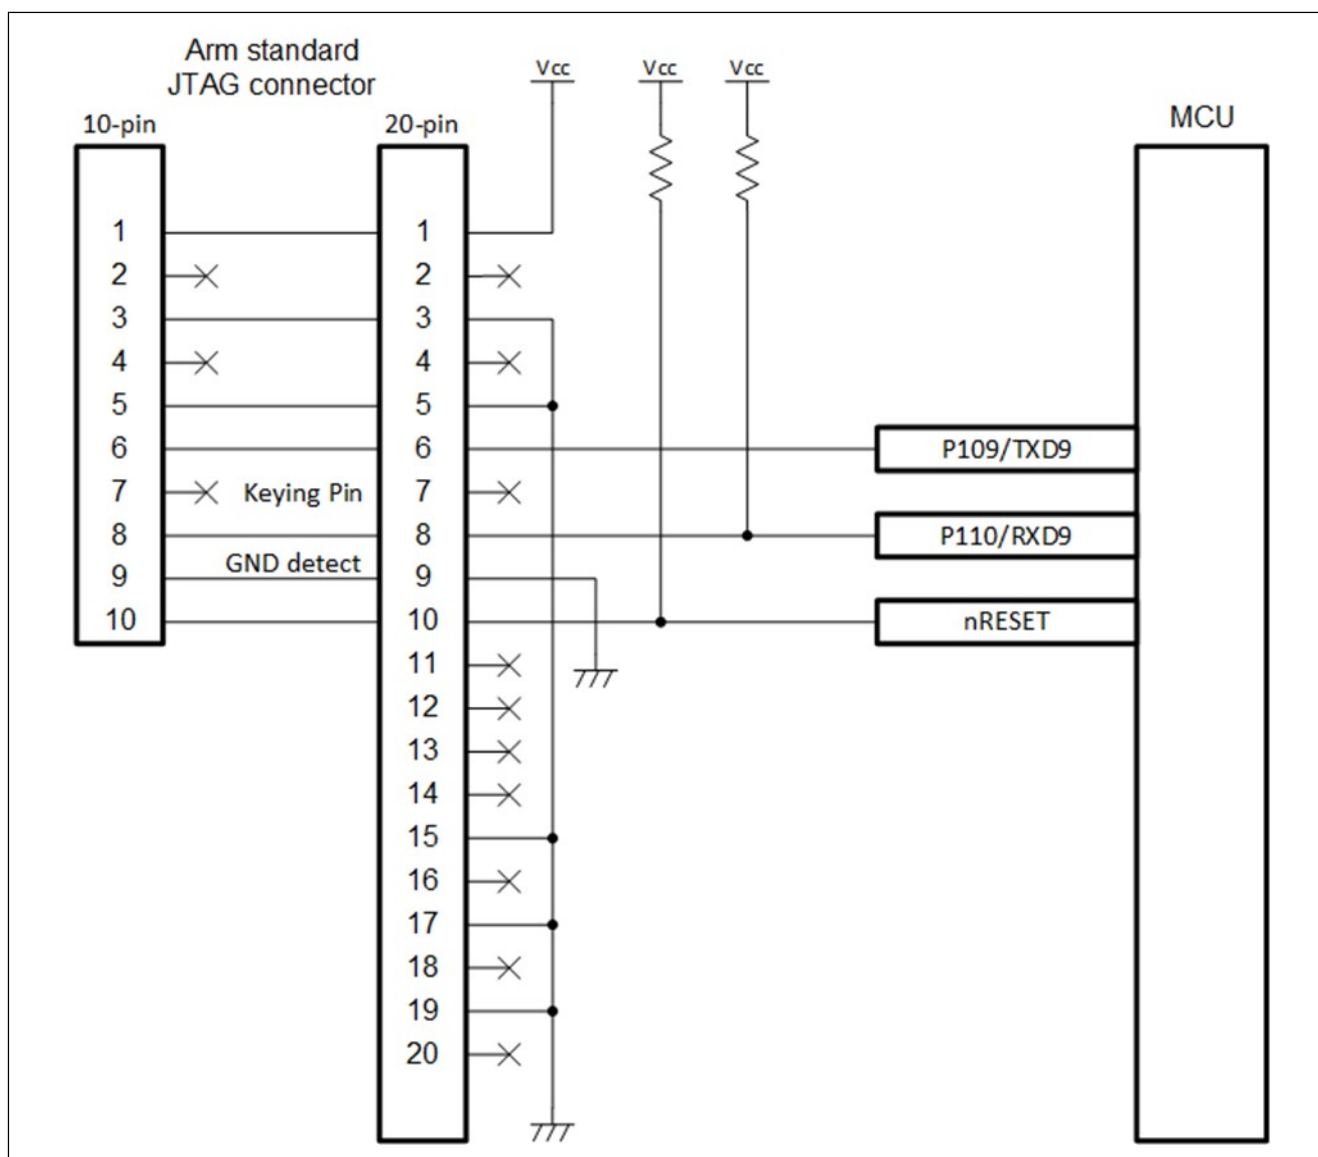 Arm standard
JTAG connector
10-pin
20-pin
Vcc
Vcc
Vcc
MCU
1
1
2
2
3
3
4
4
5
5
6
6
P109/TXD9
7
Keying Pin
7
8
8
P110/RXD9
GND detect
9
9
10
10
nRESET
11
12
13
14
15
16
17
18
19
20